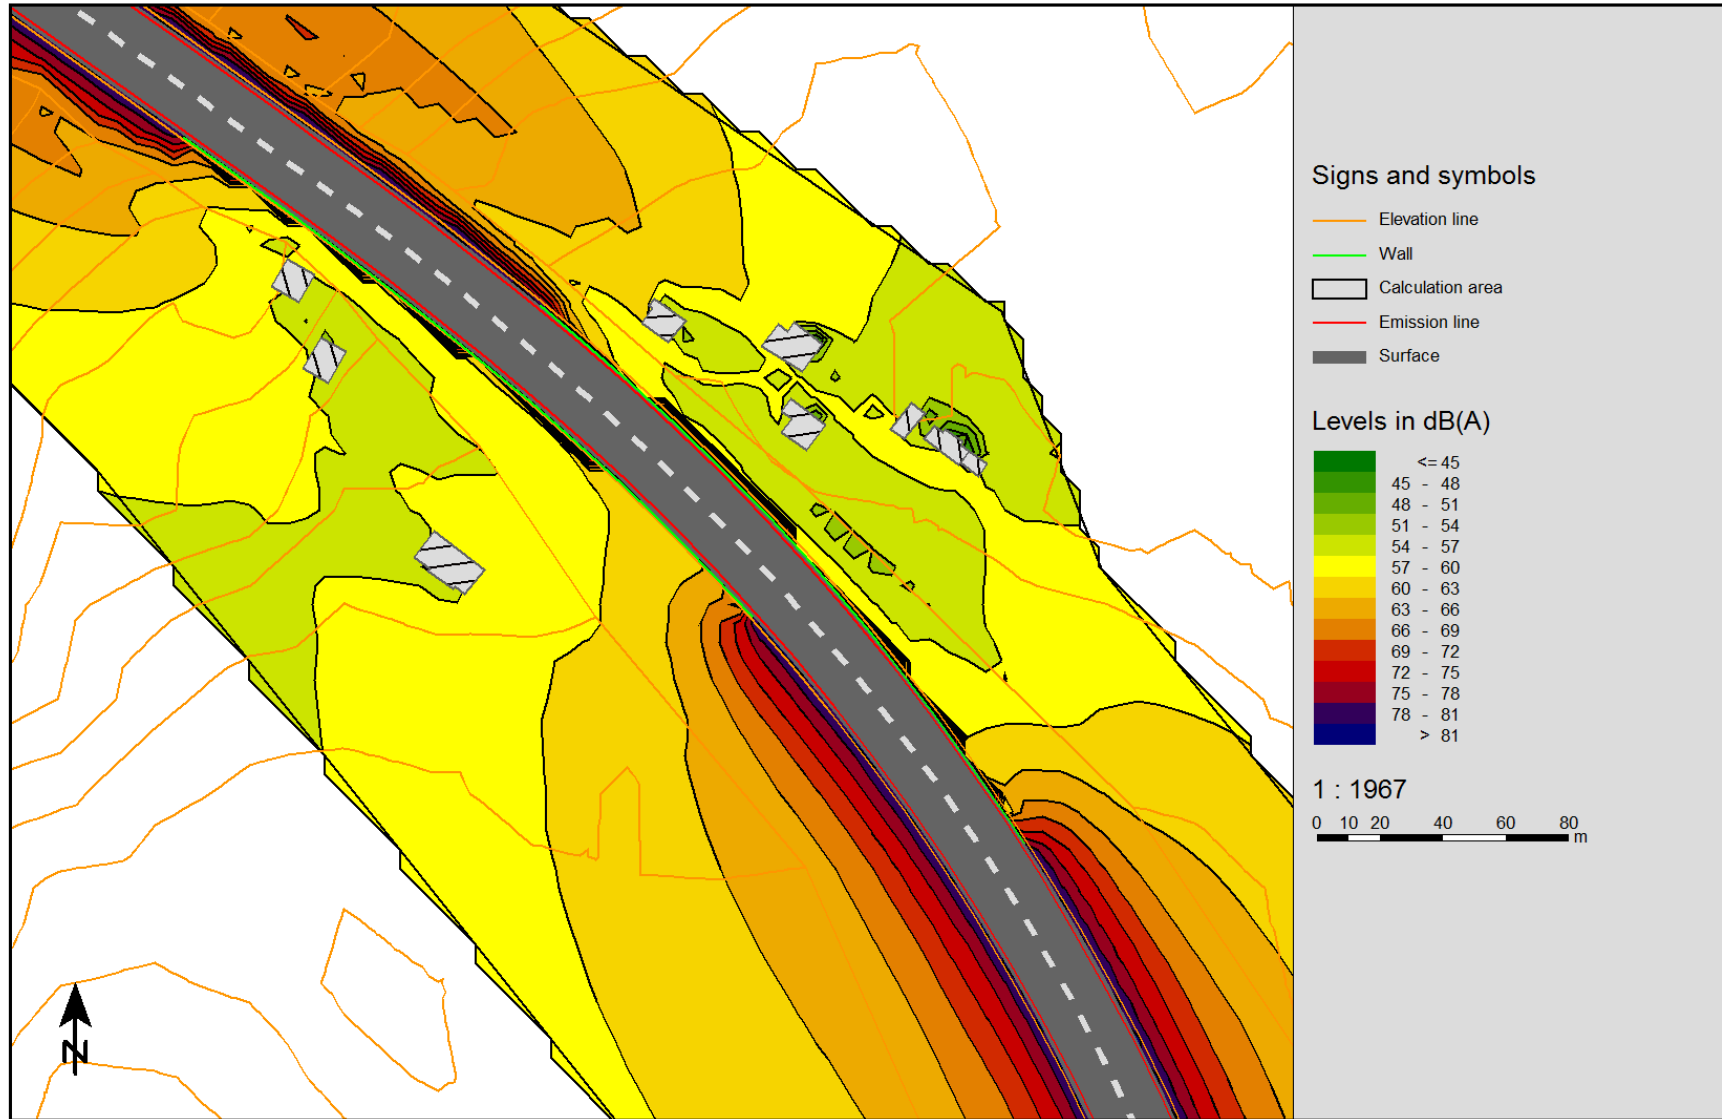 Signs and symbols
Elevation line
Wall
Calculation area
Emission line
Surface
Levels in dB(A)
<= 45
45 - 48
48 - 51
51 - 54
54 - 57
57 - 60
60 - 63
63 - 66
66 - 69
69 - 72
72 - 75
75 - 78
78 - 81
> 81
1 : 1967
0 10 20 40 60 80
m
N